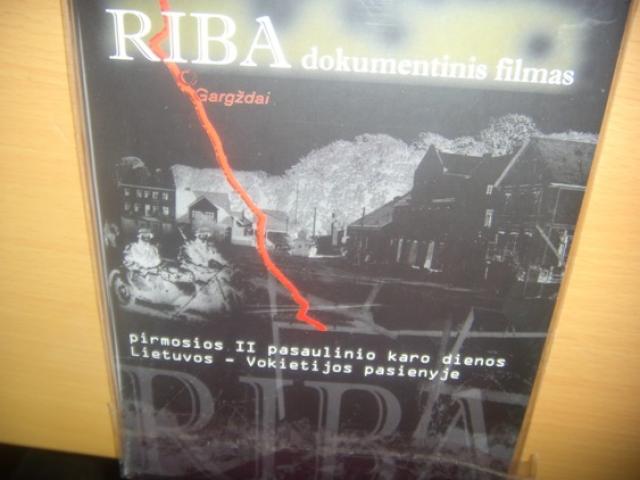 RIBA dokumentinis filmas
Gargždai
pirmosios II pasaulinio karo dienos
Lietuvos - Vokietijos pasienyje
RIBA